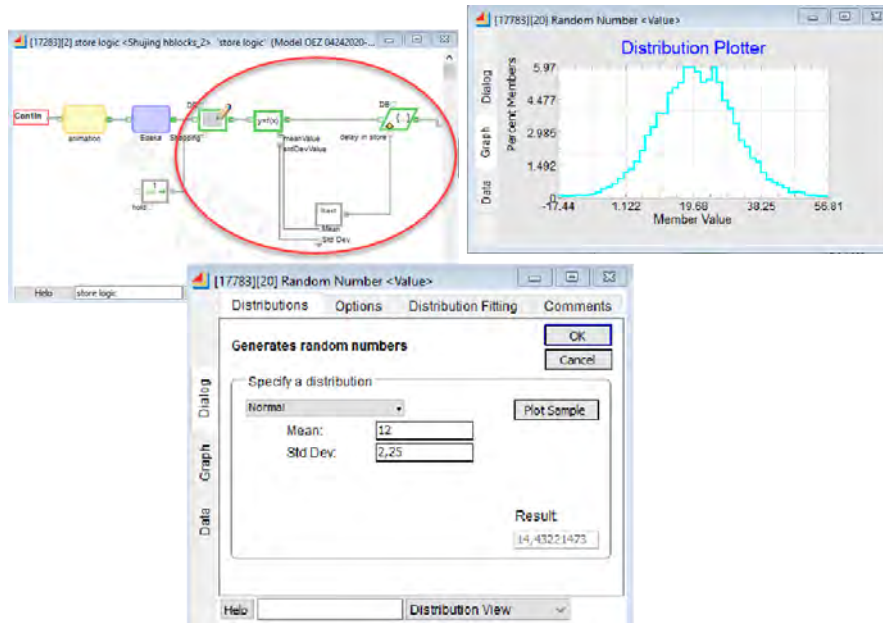 [17283][2] store logic <Shujing hblocks_2> 'store logic' (Model OEZ 04242020-...
ContIn
animation
Edeka
Shopping
DB
y=f(x)
meanValue
stdDevValue
DB
{...}
delay in store
hold
Rand
Mean
Std Dev
Help
store logic
[17783][20] Random Number <Value>
Dialog
Graph
Data
Distribution Plotter
Percent Members
5.97
4.477
2.985
1.492
0
-17.44
1.122
19.68
38.25
56.81
Member Value
[17783][20] Random Number <Value>
Distributions
Options
Distribution Fitting
Comments
Dialog
Graph
Data
Generates random numbers
OK
Cancel
Specify a distribution
Normal
Plot Sample
Mean:
12
Std Dev:
2,25
Result
14,43221473
Help
Distribution View